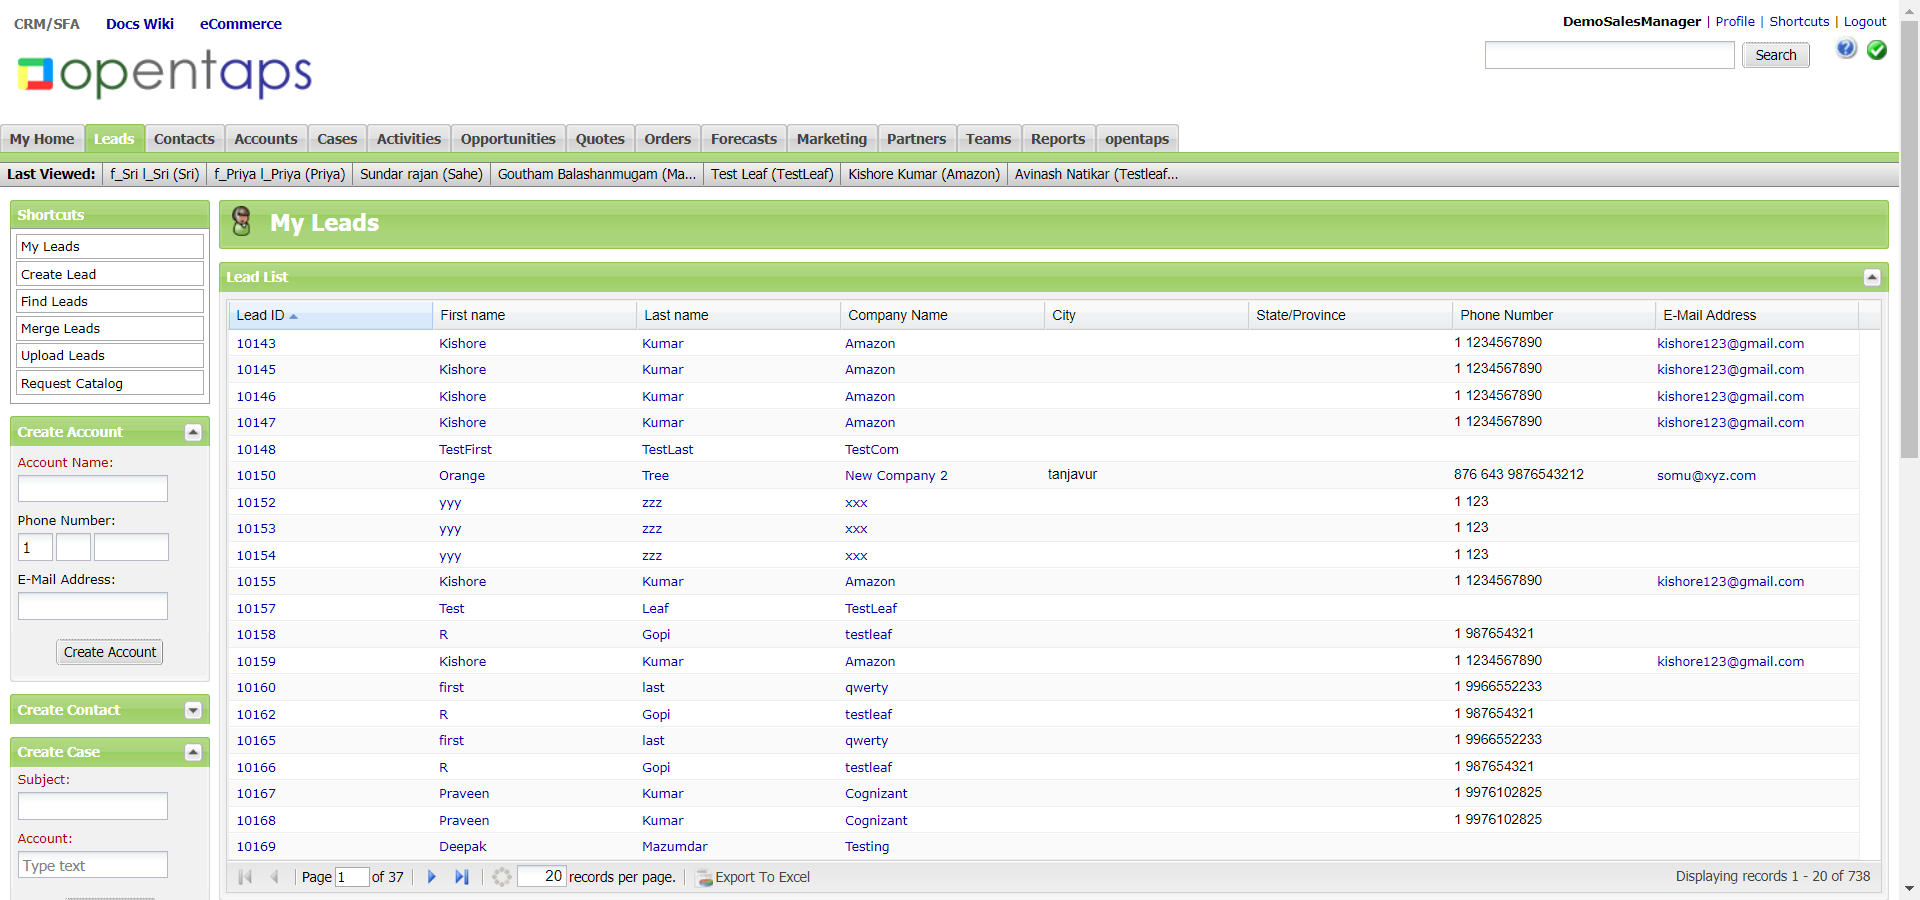 CRM/SFA Docs Wiki eCommerce
DemoSalesManager | Profile | Shortcuts | Logout
opentaps
Search
My Home Leads Contacts Accounts Cases Activities Opportunities Quotes Orders Forecasts Marketing Partners Teams Reports opentaps
Last Viewed: f_Sri l_Sri (Sri) f_Priya l_Priya (Priya) Sundar rajan (Sahe) Goutham Balashanmugam (Ma... Test Leaf (TestLeaf) Kishore Kumar (Amazon) Avinash Natikar (Testleaf...
Shortcuts
My Leads
Create Lead
Find Leads
Merge Leads
Upload Leads
Request Catalog
Create Account
Account Name:
Phone Number:
1
E-Mail Address:
Create Account
Create Contact
Create Case
Subject:
Account:
Type text
My Leads
Lead List
Lead ID First name Last name Company Name City State/Province Phone Number E-Mail Address
10143 Kishore Kumar Amazon 1 1234567890 kishore123@gmail.com
10145 Kishore Kumar Amazon 1 1234567890 kishore123@gmail.com
10146 Kishore Kumar Amazon 1 1234567890 kishore123@gmail.com
10147 Kishore Kumar Amazon 1 1234567890 kishore123@gmail.com
10148 TestFirst TestLast TestCom
10150 Orange Tree New Company 2 tanjavur 876 643 9876543212 somu@xyz.com
10152 yyy zzz xxx 1 123
10153 yyy zzz xxx 1 123
10154 yyy zzz xxx 1 123
10155 Kishore Kumar Amazon 1 1234567890 kishore123@gmail.com
10157 Test Leaf TestLeaf
10158 R Gopi testleaf 1 987654321
10159 Kishore Kumar Amazon 1 1234567890 kishore123@gmail.com
10160 first last qwerty 1 9966552233
10162 R Gopi testleaf 1 987654321
10165 first last qwerty 1 9966552233
10166 R Gopi testleaf 1 987654321
10167 Praveen Kumar Cognizant 1 9976102825
10168 Praveen Kumar Cognizant 1 9976102825
10169 Deepak Mazumdar Testing
Page 1 of 37 20 records per page. Export To Excel Displaying records 1 - 20 of 738